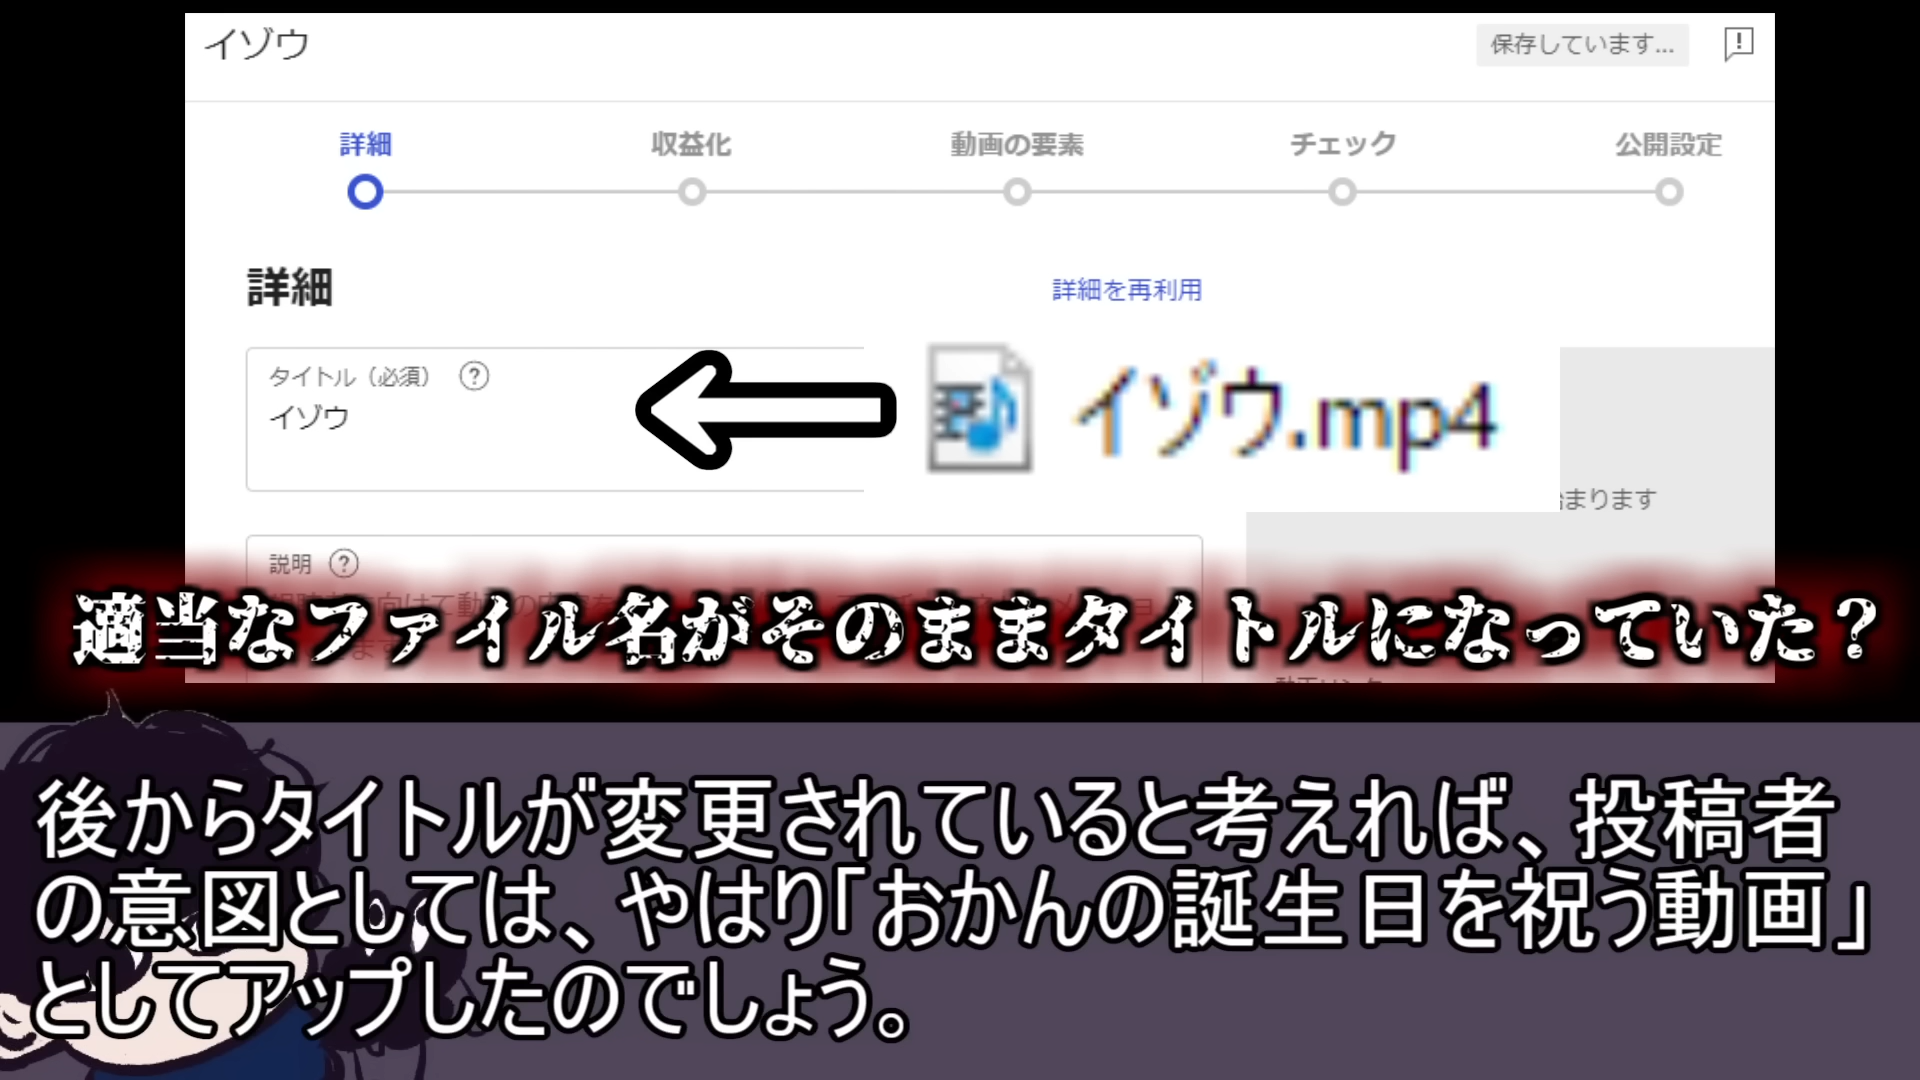 イゾウ
保存しています...
詳細
収益化
動画の要素
チェック
公開設定
詳細
詳細を再利用
タイトル（必須）
イゾウ
イゾウ.mp4
まります
説明
適当なファイル名がそのままタイトルになっていた？
後からタイトルが変更されていると考えれば、投稿者
の意図としては、やはり「おかんの誕生日を祝う動画」
としてアップしたのでしょう。